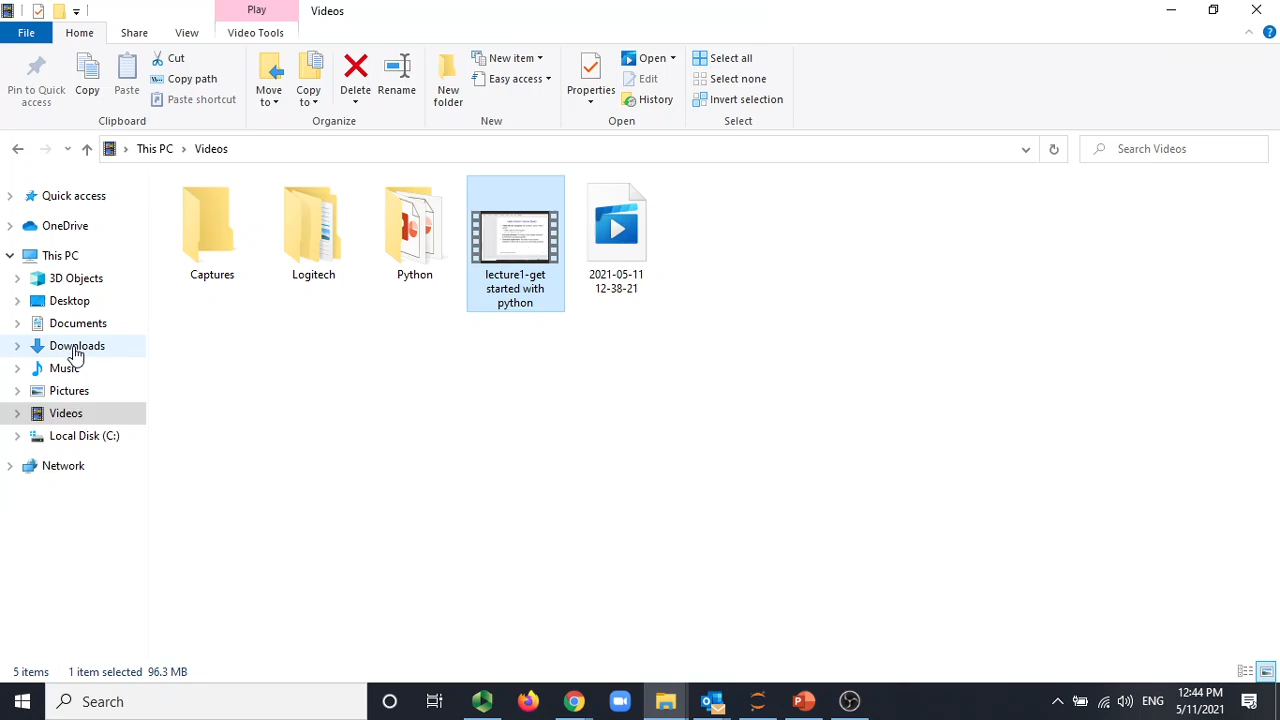 Play
Videos
File
Home
Share
View
Video Tools
Pin to Quick
access
Copy
Paste
Cut
Copy path
Paste shortcut
Clipboard
Move
to
Copy
to
Delete
Rename
Organize
New
folder
New item
Easy access
New
Properties
Open
Edit
History
Open
Select all
Select none
Invert selection
Select
This PC
Videos
Search Videos
Quick access
OneDrive
This PC
3D Objects
Desktop
Documents
Downloads
Music
Pictures
Videos
Local Disk (C:)
Network
Captures
Logitech
Python
lecture1-get
started with
python
2021-05-11
12-38-21
5 items
1 item selected 96.3 MB
Search
ENG
12:44 PM
5/11/2021